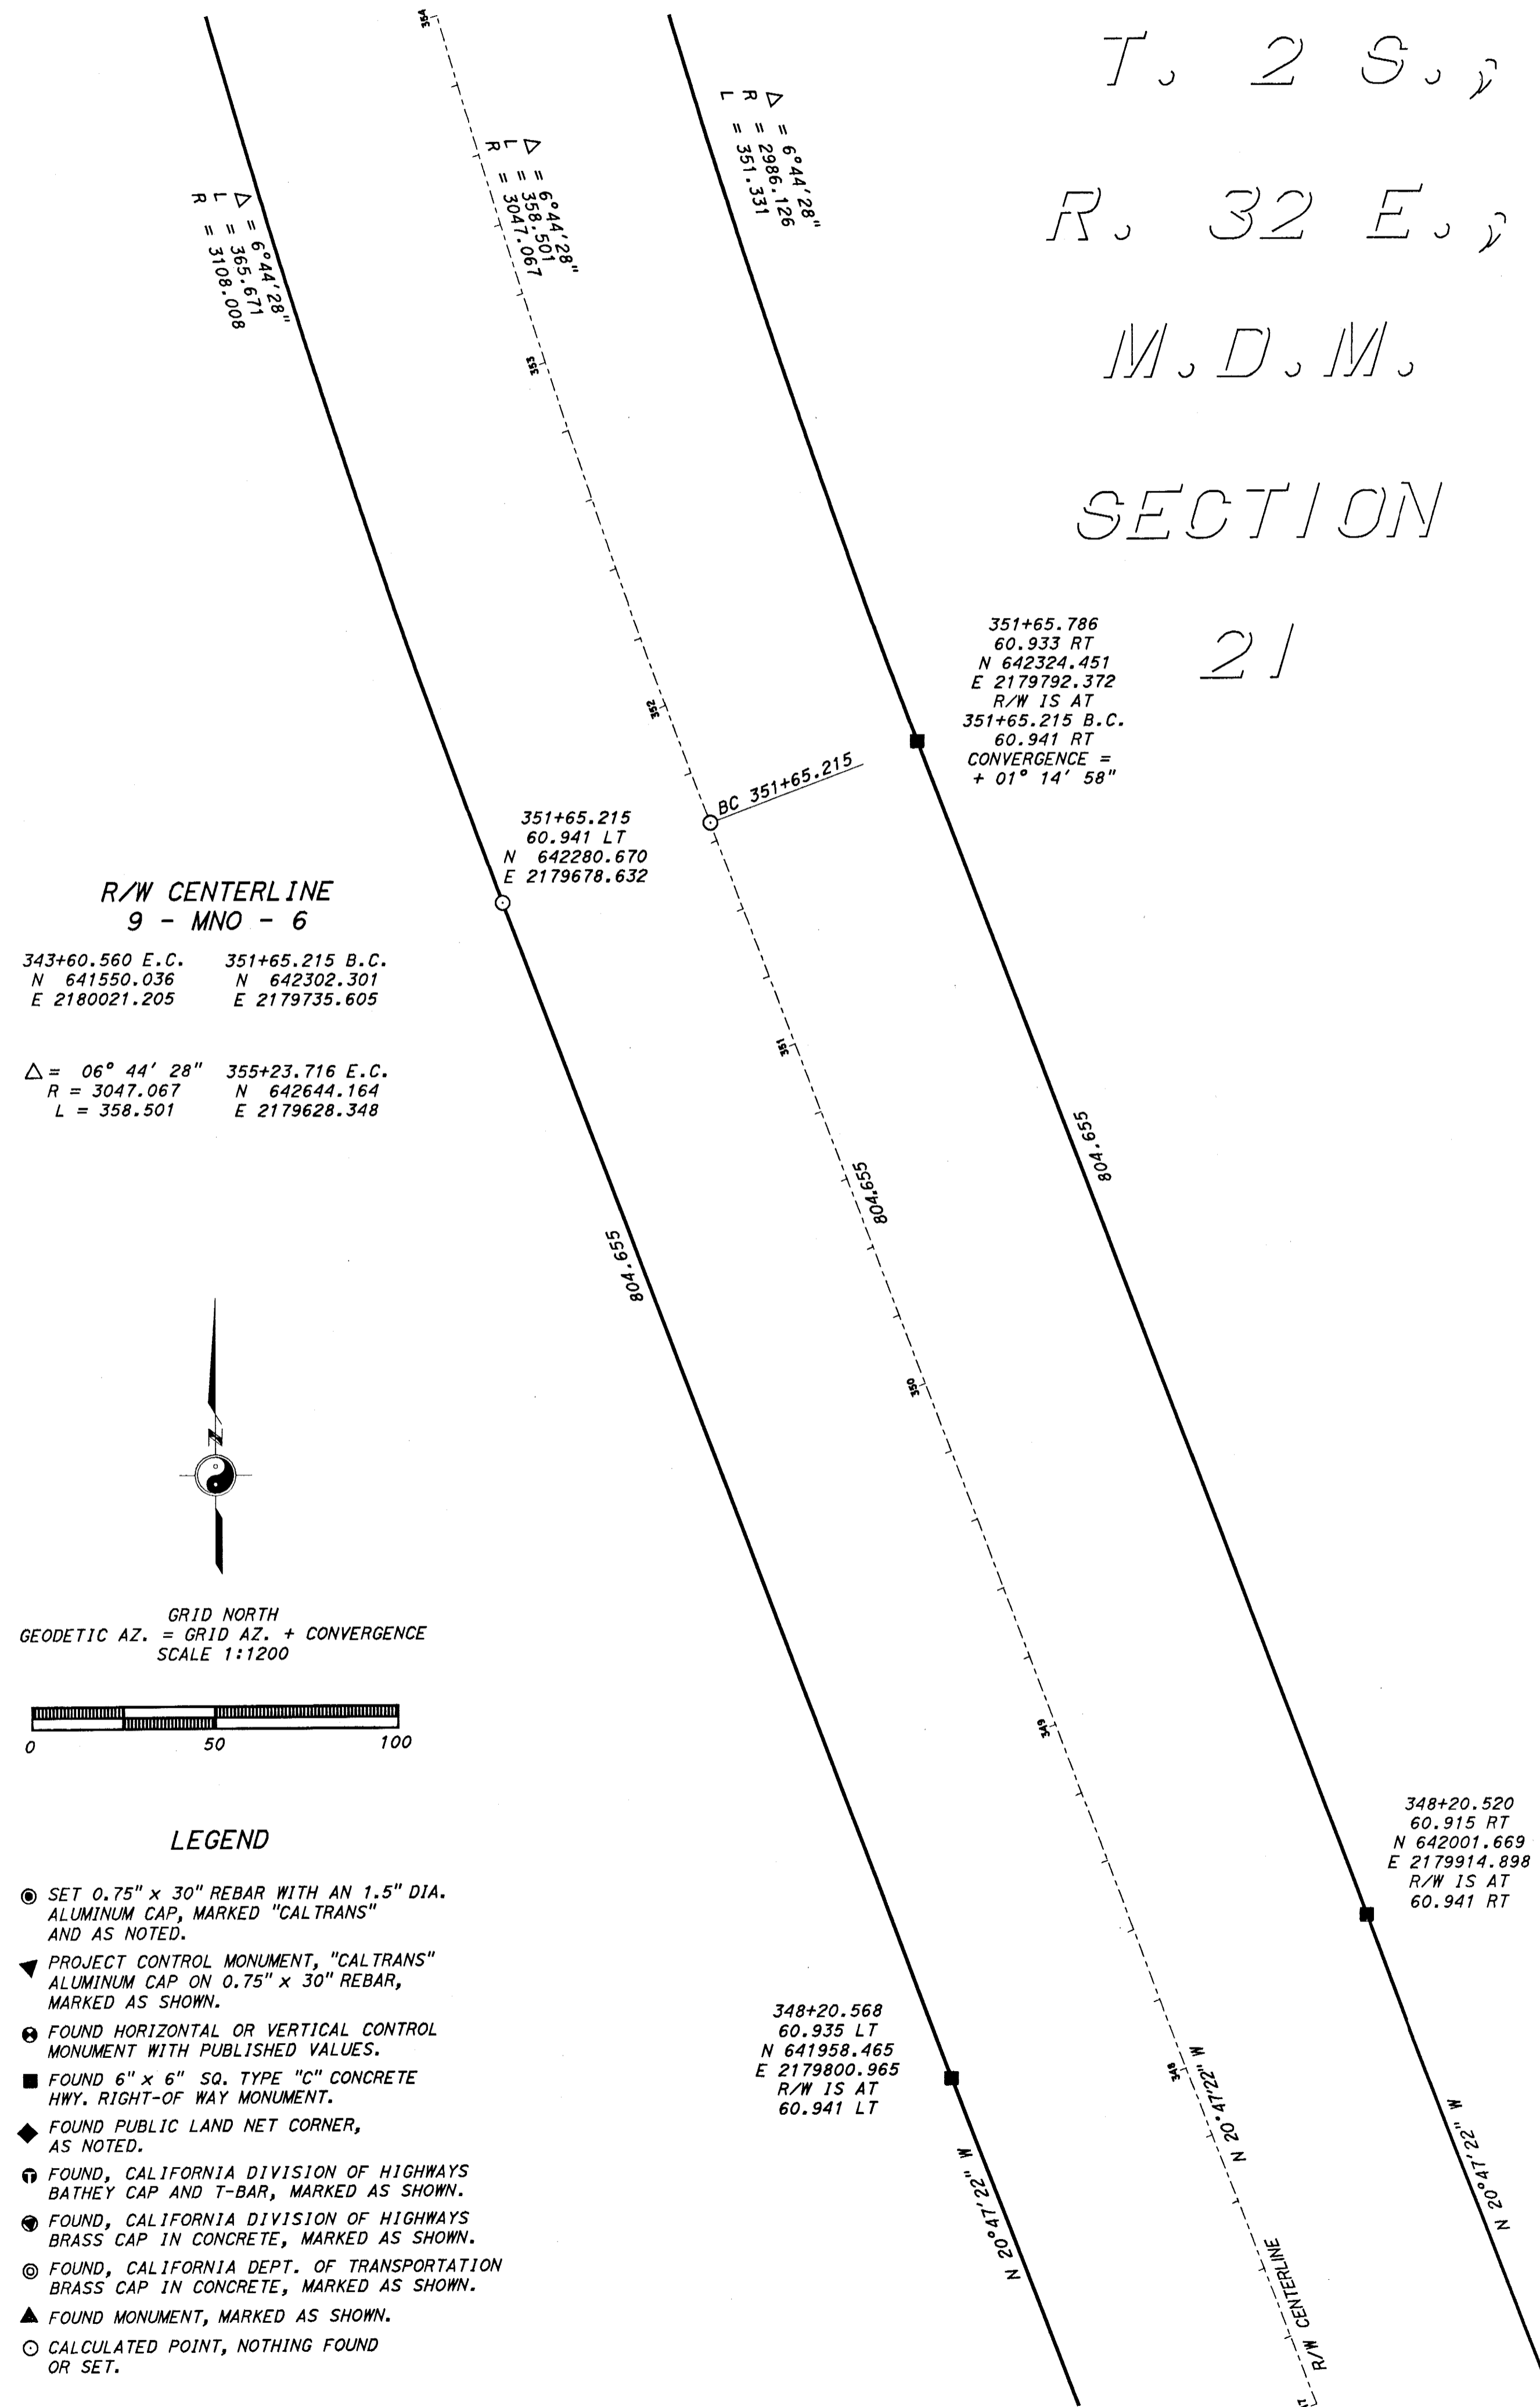 T. 2 S.,
R. 32 E.,
M.D.M.
SECTION
21
354
Δ = 6°44'28"
R = 2986.126
L = 351.331
Δ = 6°44'28"
L = 358.501
R = 3047.067
Δ = 6°44'28"
L = 365.671
R = 3108.008
353
352
351+65.786
60.933 RT
N 642324.451
E 2179792.372
R/W IS AT
351+65.215 B.C.
60.941 RT
CONVERGENCE =
+ 01° 14' 58"
BC 351+65.215
351+65.215
60.941 LT
N 642280.670
E 2179678.632
R/W CENTERLINE
9 - MNO - 6
343+60.560 E.C. 351+65.215 B.C.
N 641550.036 N 642302.301
E 2180021.205 E 2179735.605
Δ = 06° 44' 28" 355+23.716 E.C.
R = 3047.067 N 642644.164
L = 358.501 E 2179628.348
351
804.655
804.655
804.655
350
N
GRID NORTH
GEODETIC AZ. = GRID AZ. + CONVERGENCE
SCALE 1:1200
0 50 100
349
348+20.520
60.915 RT
N 642001.669
E 2179914.898
R/W IS AT
60.941 RT
348+20.568
60.935 LT
N 641958.465
E 2179800.965
R/W IS AT
60.941 LT
348
N 20°47'22" W
N 20°47'22" W
N 20°47'22" W
R/W CENTERLINE
LEGEND
SET 0.75" x 30" REBAR WITH AN 1.5" DIA.
ALUMINUM CAP, MARKED "CALTRANS"
AND AS NOTED.
PROJECT CONTROL MONUMENT, "CALTRANS"
ALUMINUM CAP ON 0.75" x 30" REBAR,
MARKED AS SHOWN.
FOUND HORIZONTAL OR VERTICAL CONTROL
MONUMENT WITH PUBLISHED VALUES.
FOUND 6" x 6" SQ. TYPE "C" CONCRETE
HWY. RIGHT-OF WAY MONUMENT.
FOUND PUBLIC LAND NET CORNER,
AS NOTED.
FOUND, CALIFORNIA DIVISION OF HIGHWAYS
BATHEY CAP AND T-BAR, MARKED AS SHOWN.
FOUND, CALIFORNIA DIVISION OF HIGHWAYS
BRASS CAP IN CONCRETE, MARKED AS SHOWN.
FOUND, CALIFORNIA DEPT. OF TRANSPORTATION
BRASS CAP IN CONCRETE, MARKED AS SHOWN.
FOUND MONUMENT, MARKED AS SHOWN.
CALCULATED POINT, NOTHING FOUND
OR SET.